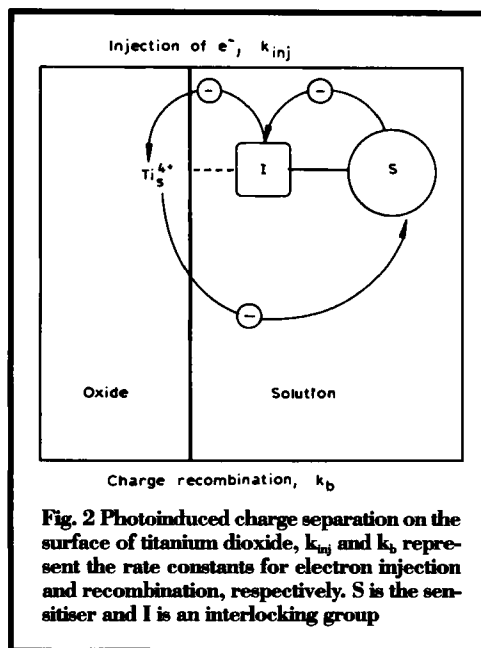 Injection of e⁻, k_inj
⊖ ⊖
Ti_s^4+ I S
⊖
Oxide Solution
Charge recombination, k_b
Fig. 2 Photoinduced charge separation on the
surface of titanium dioxide, k_inj and k_b repre-
sent the rate constants for electron injection
and recombination, respectively. S is the sen-
sitiser and I is an interlocking group